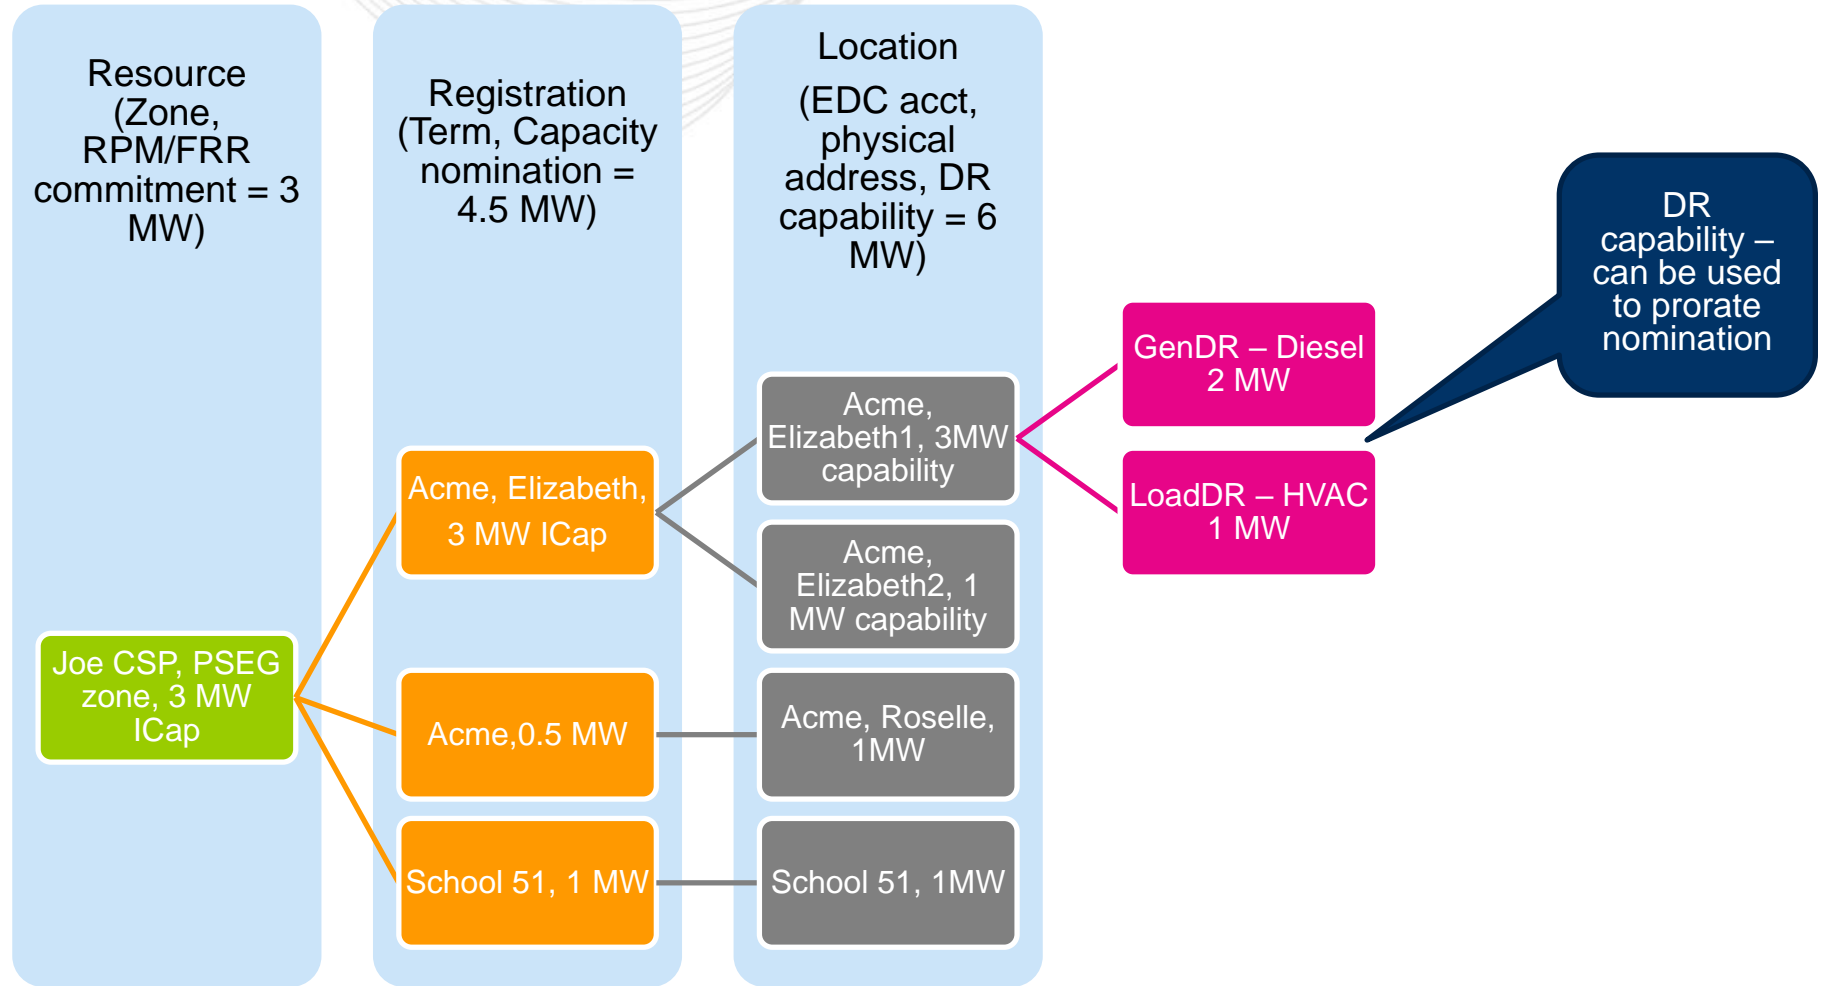 Resource
(Zone,
RPM/FRR
commitment = 3
MW)
Registration
(Term, Capacity
nomination =
4.5 MW)
Location
(EDC acct,
physical
address, DR
capability = 6
MW)
DR
capability –
can be used
to prorate
nomination
GenDR – Diesel
2 MW
LoadDR – HVAC
1 MW
Acme,
Elizabeth1, 3MW
capability
Acme, Elizabeth,
3 MW ICap
Acme,
Elizabeth2, 1
MW capability
Joe CSP, PSEG
zone, 3 MW
ICap
Acme,0.5 MW
Acme, Roselle,
1MW
School 51, 1 MW
School 51, 1MW